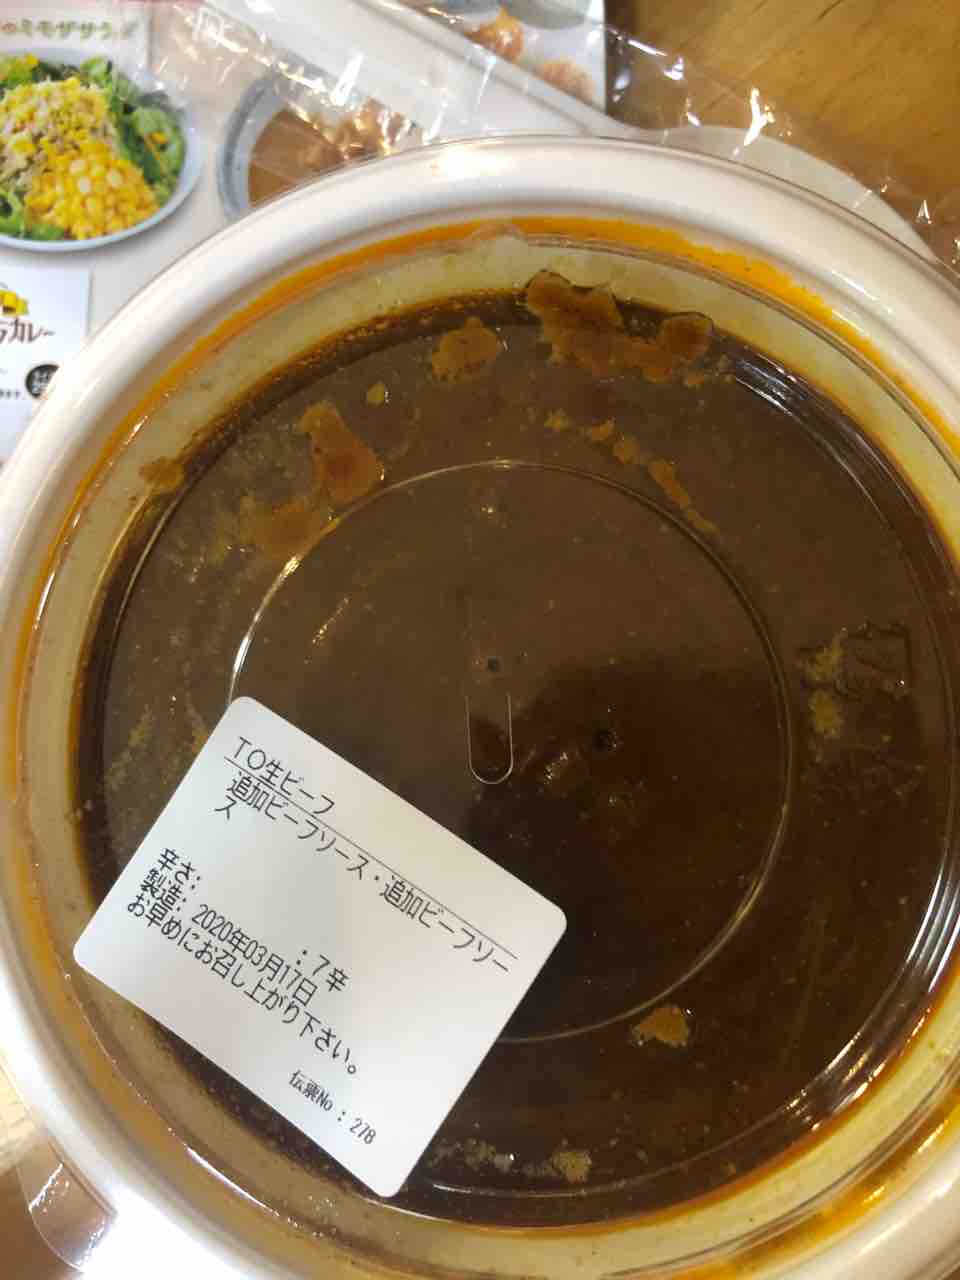 のミモザサラダ
カレー
TO生ビーフ
追加ビーフソース・追加ビーフソー
ス
辛さ: :7辛
製造: 2020年03月17日
お早めにお召し上がり下さい。
伝票No : 278